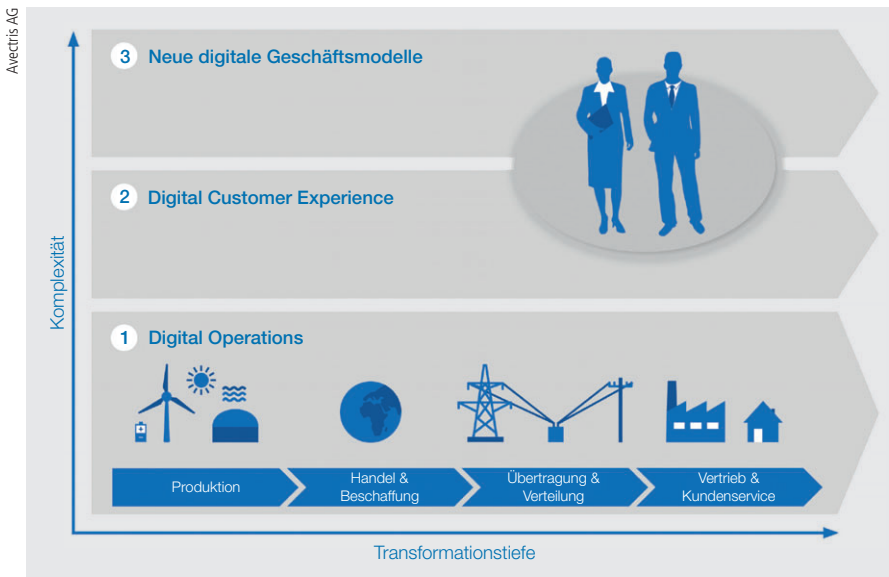 Avectris AG
3 Neue digitale Geschäftsmodelle
2 Digital Customer Experience
1 Digital Operations
Produktion
Handel &
Beschaffung
Übertragung &
Verteilung
Vertrieb &
Kundenservice
Komplexität
Transformationstiefe